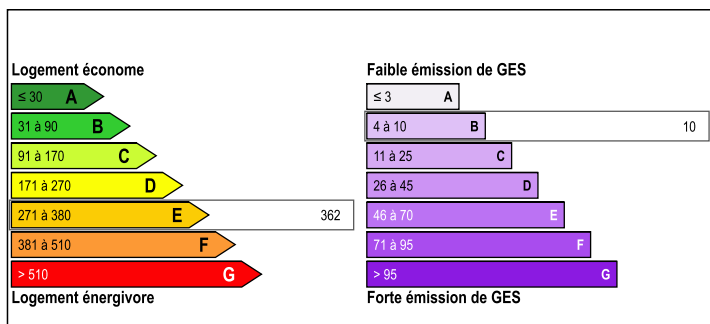 Logement économe
≤ 30 A
31 à 90 B
91 à 170 C
171 à 270 D
271 à 380 E 362
381 à 510 F
> 510 G
Logement énergivore
Faible émission de GES
≤ 3 A
4 à 10 B 10
11 à 25 C
26 à 45 D
46 à 70 E
71 à 95 F
> 95 G
Forte émission de GES